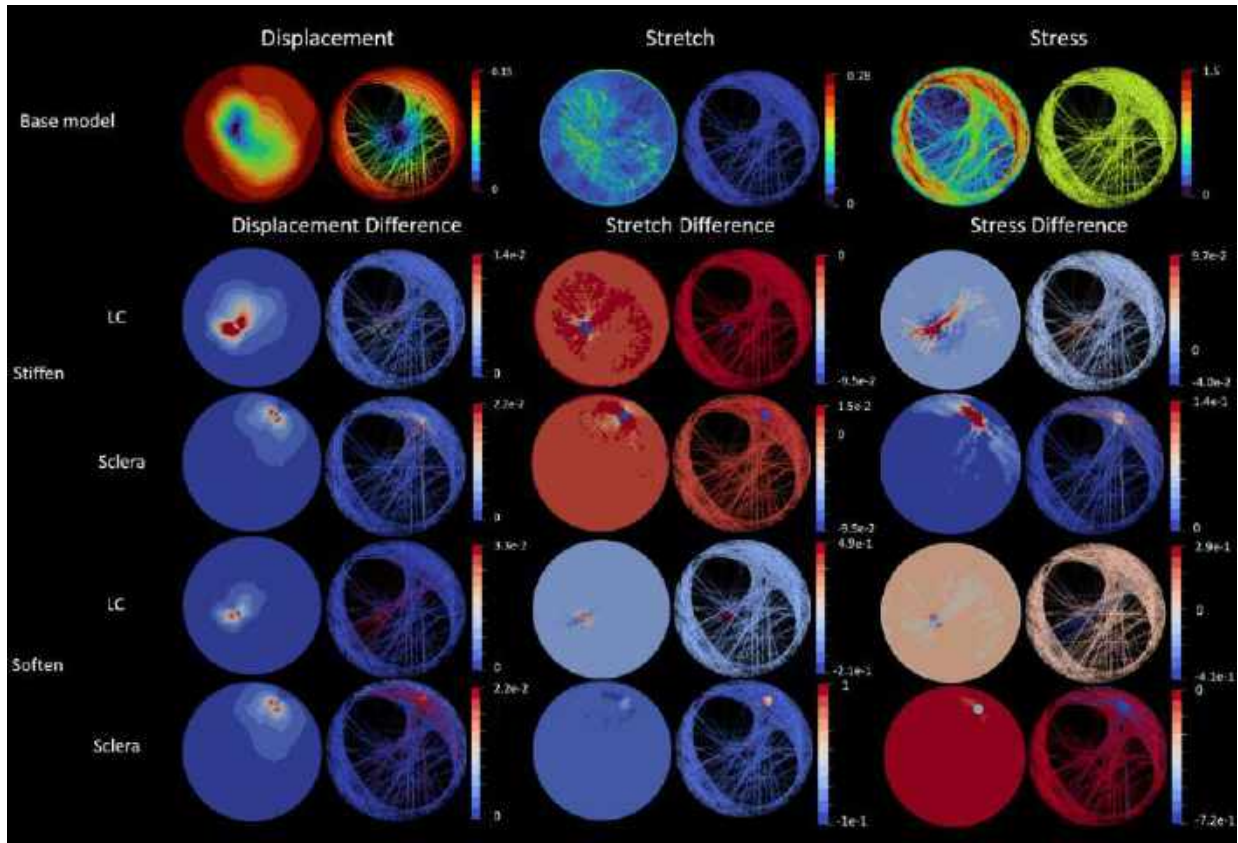 Displacement Stretch Stress
Base model
0.15 0.28 1.5
0 0 0
Displacement Difference Stretch Difference Stress Difference
LC
1.4e-2 0 9.7e-2
0 -9.5e-2 0 -4.0e-2
Stiffen
Sclera
2.2e-2 1.5e-2 1.4e-1
0 0 -9.5e-2 0
LC
3.3e-2 4.9e-1 2.9e-1
0 -2.1e-1 0 -4.1e-1
Soften
Sclera
2.2e-2 1 0
0 -1e-1 -7.2e-1